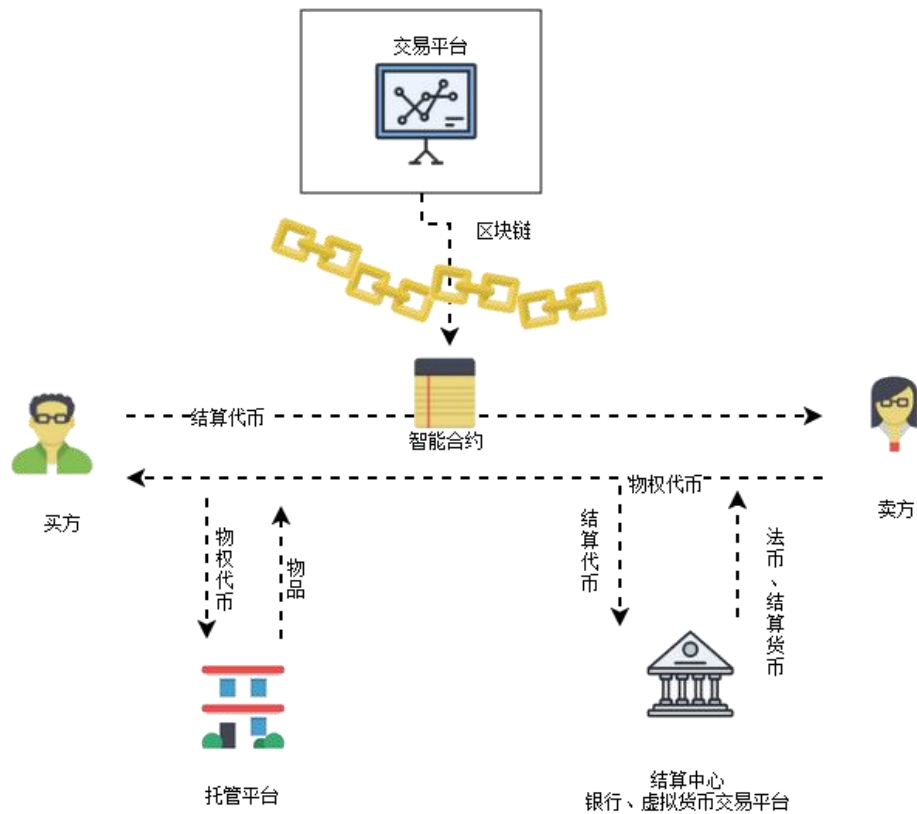 交易平台
区块链
结算代币
智能合约
物权代币
买方
卖方
物权代币
物品
结算代币
法币、结算货币
托管平台
结算中心
银行、虚拟货币交易平台